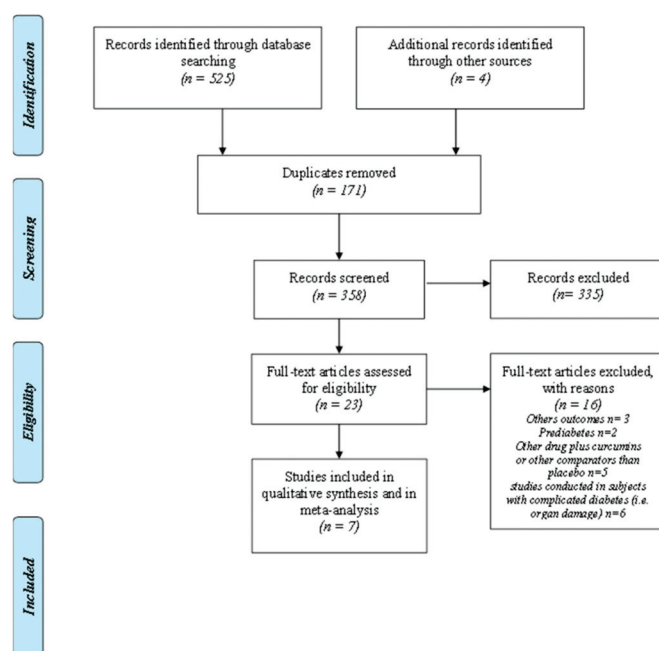 Identification
Records identified through database
searching
(n = 525)
Additional records identified
through other sources
(n = 4)
Duplicates removed
(n = 171)
Screening
Records screened
(n = 358)
Records excluded
(n= 335)
Eligibility
Full-text articles assessed
for eligibility
(n = 23)
Full-text articles excluded,
with reasons
(n = 16)
Others outcomes n= 3
Prediabetes n=2
Other drug plus curcumins
or other comparators than
placebo n=5
studies conducted in subjects
with complicated diabetes (i.e.
organ damage) n=6
Studies included in
qualitative synthesis and in
meta-analysis
(n = 7)
Included